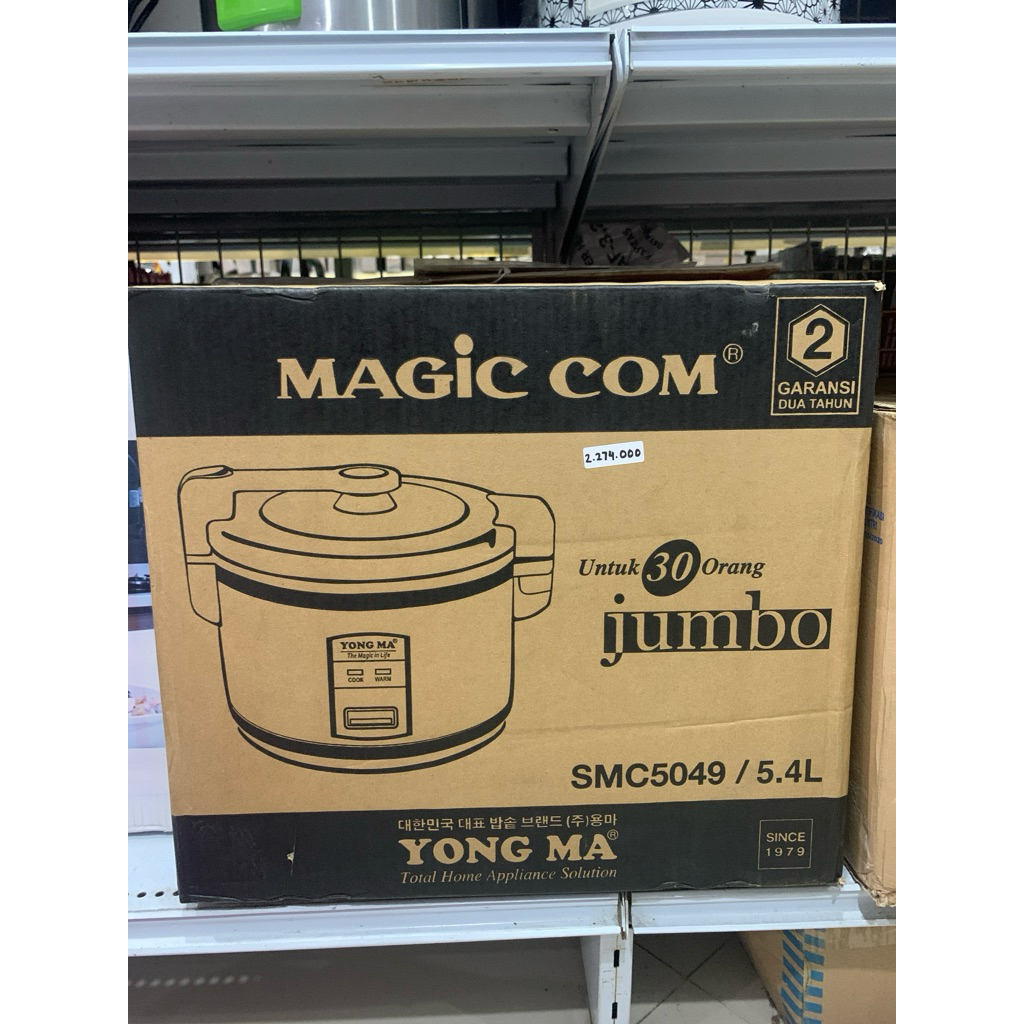 MAGiC COM®
2
GARANSI
DUA TAHUN
2.274.000
Untuk 30 Orang
jumbo
YONG MA®
The Magic in Life
COOK WARM
SMC5049 / 5.4L
대한민국 대표 밥솥 브랜드 (주)용마
YONG MA®
Total Home Appliance Solution
SINCE
1979